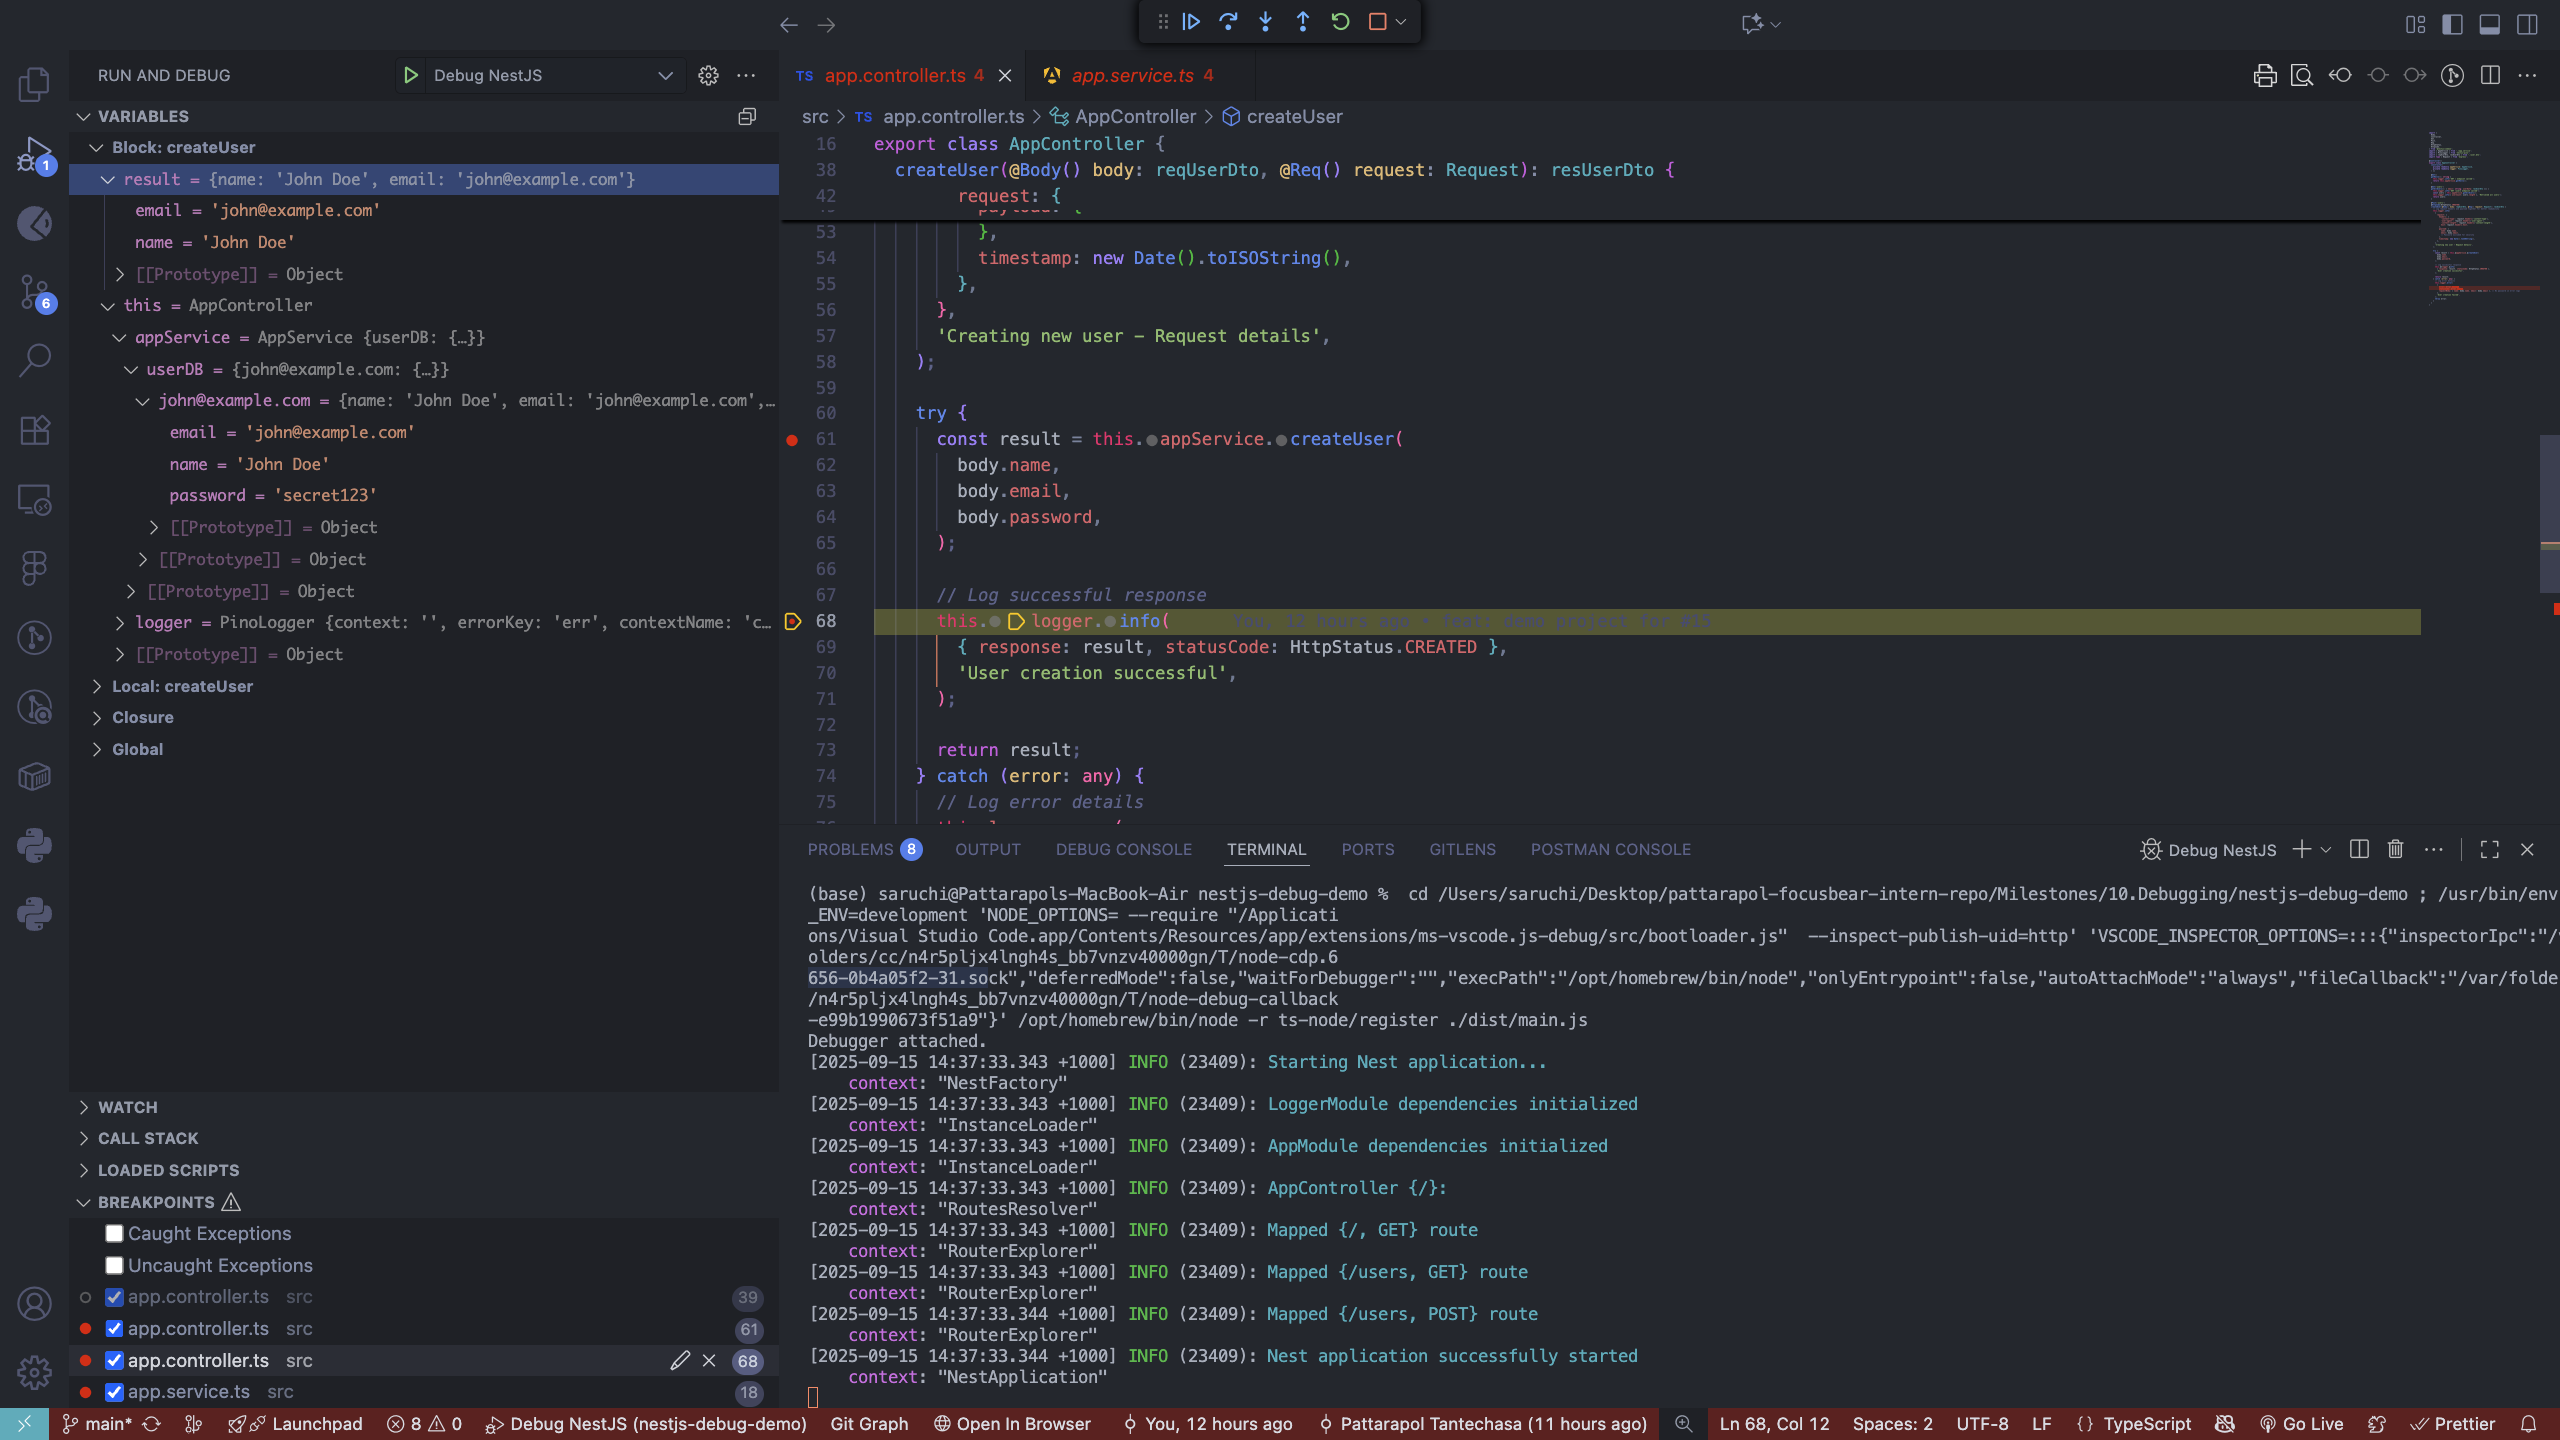 RUN AND DEBUG
Debug NestJS
VARIABLES
Block: createUser
result = {name: 'John Doe', email: 'john@example.com'}
email = 'john@example.com'
name = 'John Doe'
[[Prototype]] = Object
this = AppController
appService = AppService {userDB: {…}}
userDB = {john@example.com: {…}}
john@example.com = {name: 'John Doe', email: 'john@example.com',…
email = 'john@example.com'
name = 'John Doe'
password = 'secret123'
[[Prototype]] = Object
[[Prototype]] = Object
[[Prototype]] = Object
logger = PinoLogger {context: '', errorKey: 'err', contextName: 'c…
[[Prototype]] = Object
Local: createUser
Closure
Global
WATCH
CALL STACK
LOADED SCRIPTS
BREAKPOINTS
Caught Exceptions
Uncaught Exceptions
app.controller.ts src 39
app.controller.ts src 61
app.controller.ts src 68
app.service.ts src 18
1
6
TS app.controller.ts 4
app.service.ts 4
src > TS app.controller.ts > AppController > createUser
16 export class AppController {
38 createUser(@Body() body: reqUserDto, @Req() request: Request): resUserDto {
42 request: {
53 },
54 timestamp: new Date().toISOString(),
55 },
56 },
57 'Creating new user – Request details',
58 );
59
60 try {
61 const result = this.appService.createUser(
62 body.name,
63 body.email,
64 body.password,
65 );
66
67 // Log successful response
68 this.logger.info( You, 12 hours ago • feat: demo project for #15
69 { response: result, statusCode: HttpStatus.CREATED },
70 'User creation successful',
71 );
72
73 return result;
74 } catch (error: any) {
75 // Log error details
PROBLEMS 8 OUTPUT DEBUG CONSOLE TERMINAL PORTS GITLENS POSTMAN CONSOLE
Debug NestJS
(base) saruchi@Pattarapols-MacBook-Air nestjs-debug-demo %  cd /Users/saruchi/Desktop/pattarapol-focusbear-intern-repo/Milestones/10.Debugging/nestjs-debug-demo ; /usr/bin/env
_ENV=development 'NODE_OPTIONS= --require "/Applicati
ons/Visual Studio Code.app/Contents/Resources/app/extensions/ms-vscode.js-debug/src/bootloader.js"  --inspect-publish-uid=http' 'VSCODE_INSPECTOR_OPTIONS=:::{"inspectorIpc":"/
olders/cc/n4r5pljx4lngh4s_bb7vnzv40000gn/T/node-cdp.6
656-0b4a05f2-31.sock","deferredMode":false,"waitForDebugger":"","execPath":"/opt/homebrew/bin/node","onlyEntrypoint":false,"autoAttachMode":"always","fileCallback":"/var/folde
/n4r5pljx4lngh4s_bb7vnzv40000gn/T/node-debug-callback
-e99b1990673f51a9"}' /opt/homebrew/bin/node -r ts-node/register ./dist/main.js
Debugger attached.
[2025-09-15 14:37:33.343 +1000] INFO (23409): Starting Nest application...
context: "NestFactory"
[2025-09-15 14:37:33.343 +1000] INFO (23409): LoggerModule dependencies initialized
context: "InstanceLoader"
[2025-09-15 14:37:33.343 +1000] INFO (23409): AppModule dependencies initialized
context: "InstanceLoader"
[2025-09-15 14:37:33.343 +1000] INFO (23409): AppController {/}:
context: "RoutesResolver"
[2025-09-15 14:37:33.343 +1000] INFO (23409): Mapped {/, GET} route
context: "RouterExplorer"
[2025-09-15 14:37:33.343 +1000] INFO (23409): Mapped {/users, GET} route
context: "RouterExplorer"
[2025-09-15 14:37:33.344 +1000] INFO (23409): Mapped {/users, POST} route
context: "RouterExplorer"
[2025-09-15 14:37:33.344 +1000] INFO (23409): Nest application successfully started
context: "NestApplication"
main* Launchpad 8 0 Debug NestJS (nestjs-debug-demo) Git Graph Open In Browser You, 12 hours ago Pattarapol Tantechasa (11 hours ago) Ln 68, Col 12 Spaces: 2 UTF-8 LF {} TypeScript Go Live Prettier